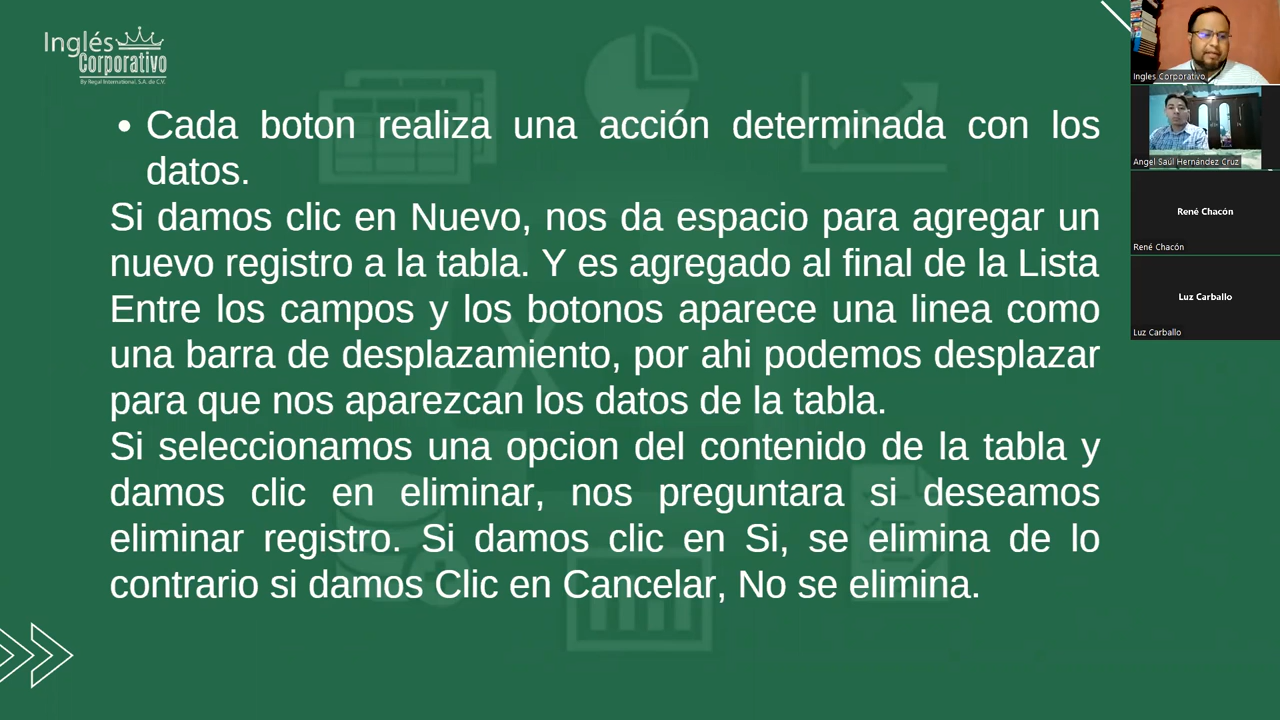 Inglés
Corporativo
By Regal International, S.A. de C.V.
• Cada boton realiza una acción determinada con los
datos.
Si damos clic en Nuevo, nos da espacio para agregar un
nuevo registro a la tabla. Y es agregado al final de la Lista
Entre los campos y los botonos aparece una linea como
una barra de desplazamiento, por ahi podemos desplazar
para que nos aparezcan los datos de la tabla.
Si seleccionamos una opcion del contenido de la tabla y
damos clic en eliminar, nos preguntara si deseamos
eliminar registro. Si damos clic en Si, se elimina de lo
contrario si damos Clic en Cancelar, No se elimina.
Ingles Corporativo
Angel Saúl Hernández Cruz
René Chacón
René Chacón
Luz Carballo
Luz Carballo